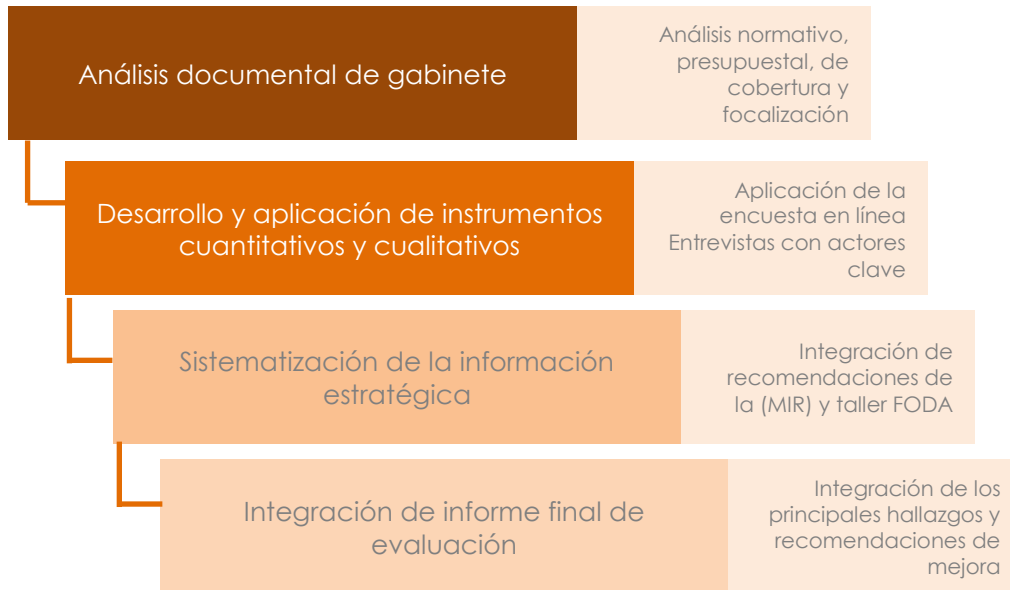 Análisis documental de gabinete
Análisis normativo,
presupuestal, de
cobertura y
focalización
Desarrollo y aplicación de instrumentos
cuantitativos y cualitativos
Aplicación de la
encuesta en línea
Entrevistas con actores
clave
Sistematización de la información
estratégica
Integración de
recomendaciones de
la (MIR) y taller FODA
Integración de informe final de
evaluación
Integración de los
principales hallazgos y
recomendaciones de
mejora